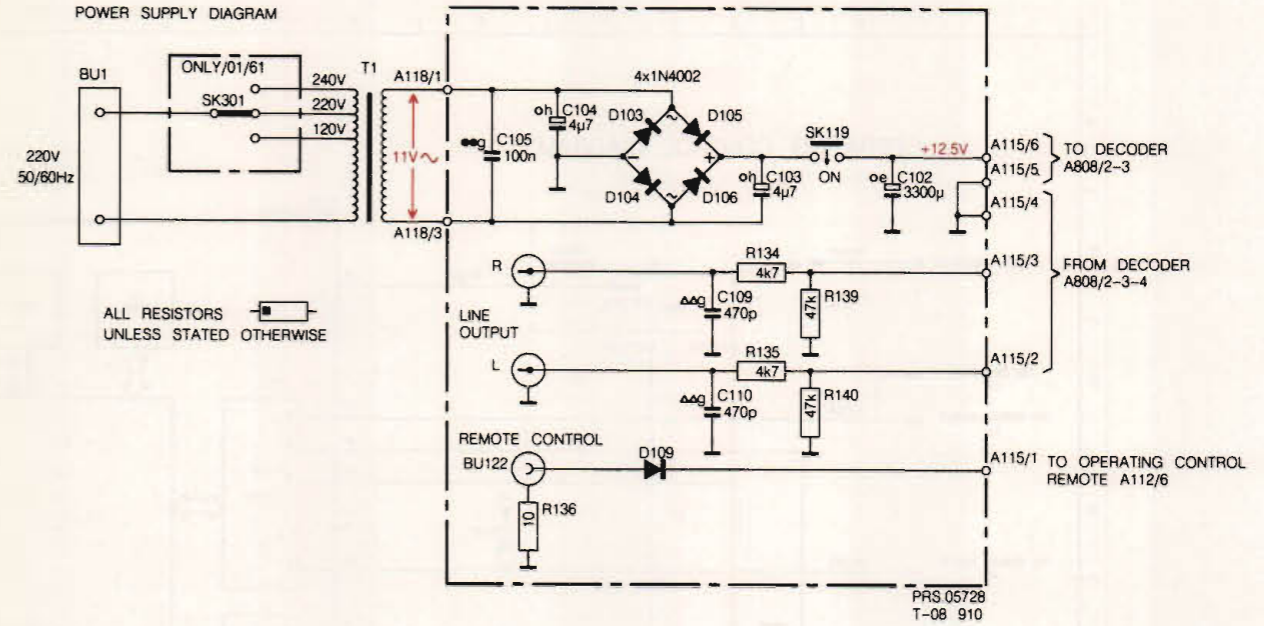 POWER SUPPLY DIAGRAM
BU1
ONLY/01/61
SK301
240V
220V
120V
T1
220V
50/60Hz
A118/1
11V~
A118/3
C105
100n
C104
4µ7
4x1N4002
D103
D105
D104
D106
C103
4µ7
SK119
ON
+12.5V
C102
3300µ
A115/6
A115/5
A115/4
TO DECODER
A808/2-3
ALL RESISTORS
UNLESS STATED OTHERWISE
R
LINE
OUTPUT
L
C109
470p
R134
4k7
R139
47k
A115/3
FROM DECODER
A808/2-3-4
C110
470p
R135
4k7
R140
47k
A115/2
REMOTE CONTROL
BU122
D109
R136
10
A115/1 TO OPERATING CONTROL
REMOTE A112/6
PRS 05728
T-08 910